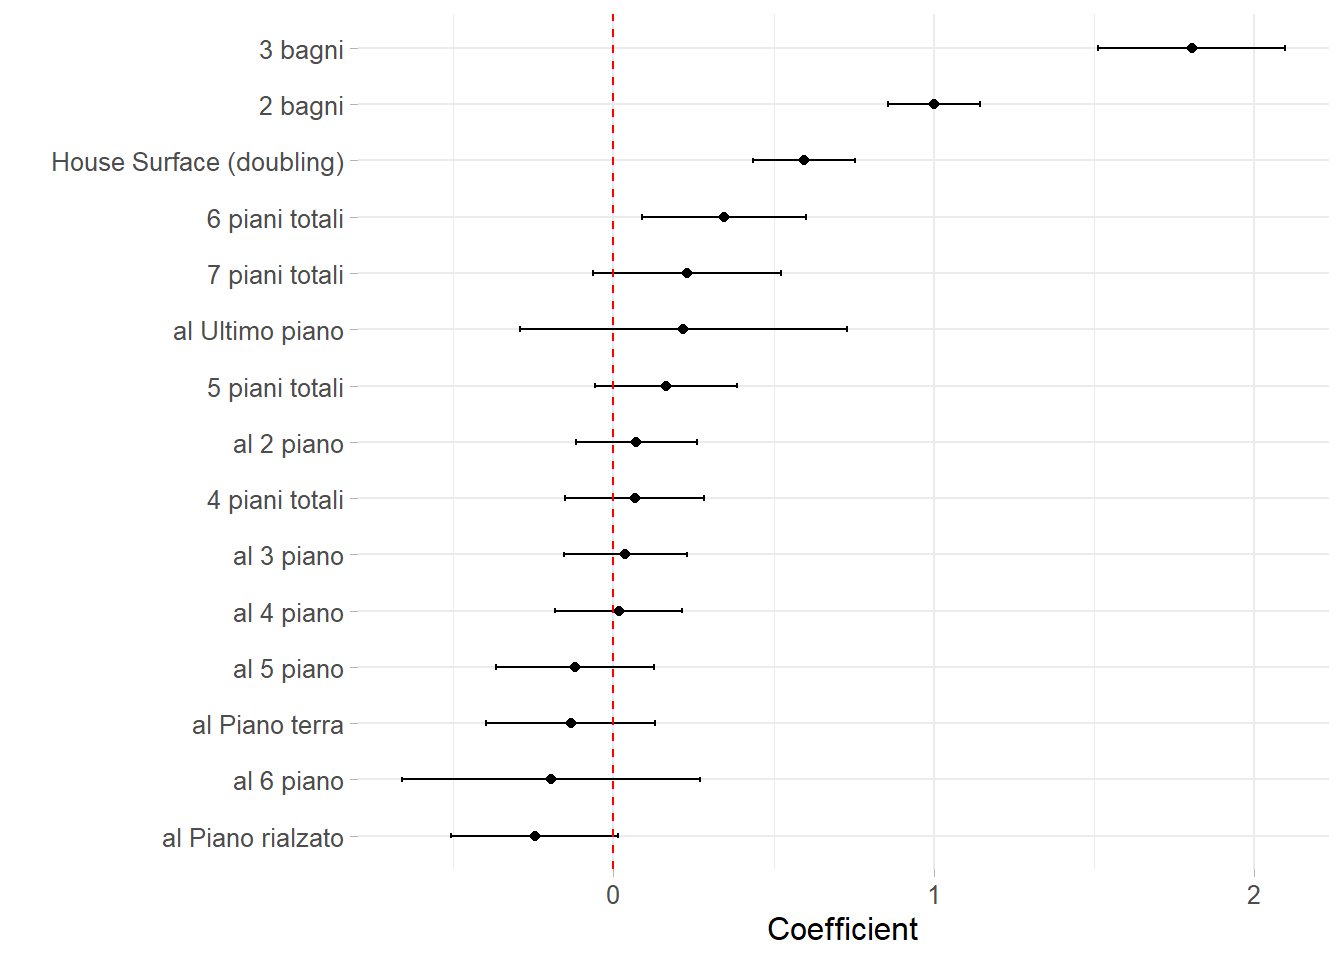 3 bagni
2 bagni
House Surface (doubling)
6 piani totali
7 piani totali
al Ultimo piano
5 piani totali
al 2 piano
4 piani totali
al 3 piano
al 4 piano
al 5 piano
al Piano terra
al 6 piano
al Piano rialzato
0 1 2
Coefficient